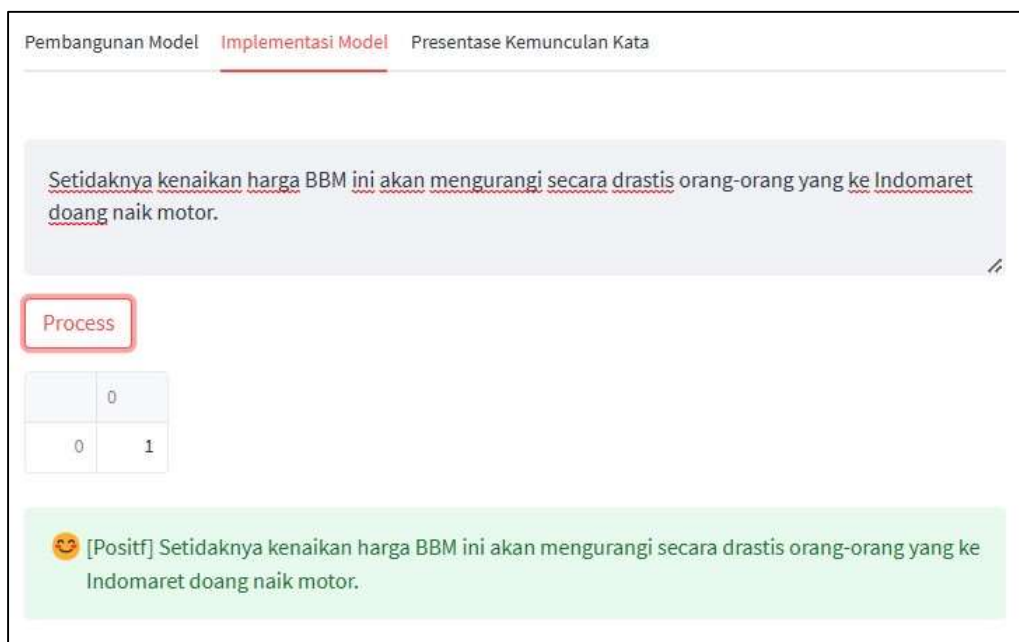 Pembangunan Model Implementasi Model Presentase Kemunculan Kata
Setidaknya kenaikan harga BBM ini akan mengurangi secara drastis orang-orang yang ke Indomaret
doang naik motor.
Process
0
0 1
[Positf] Setidaknya kenaikan harga BBM ini akan mengurangi secara drastis orang-orang yang ke
Indomaret doang naik motor.